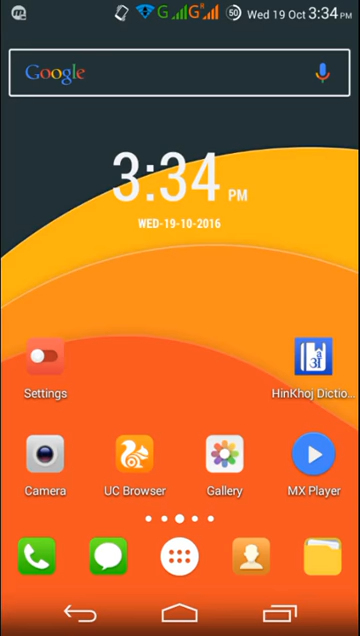 G G H 50 Wed 19 Oct 3:34 PM
Google
3:34 PM
WED-19-10-2016
Settings
HinKhoj Dictio...
Camera
UC Browser
Gallery
MX Player